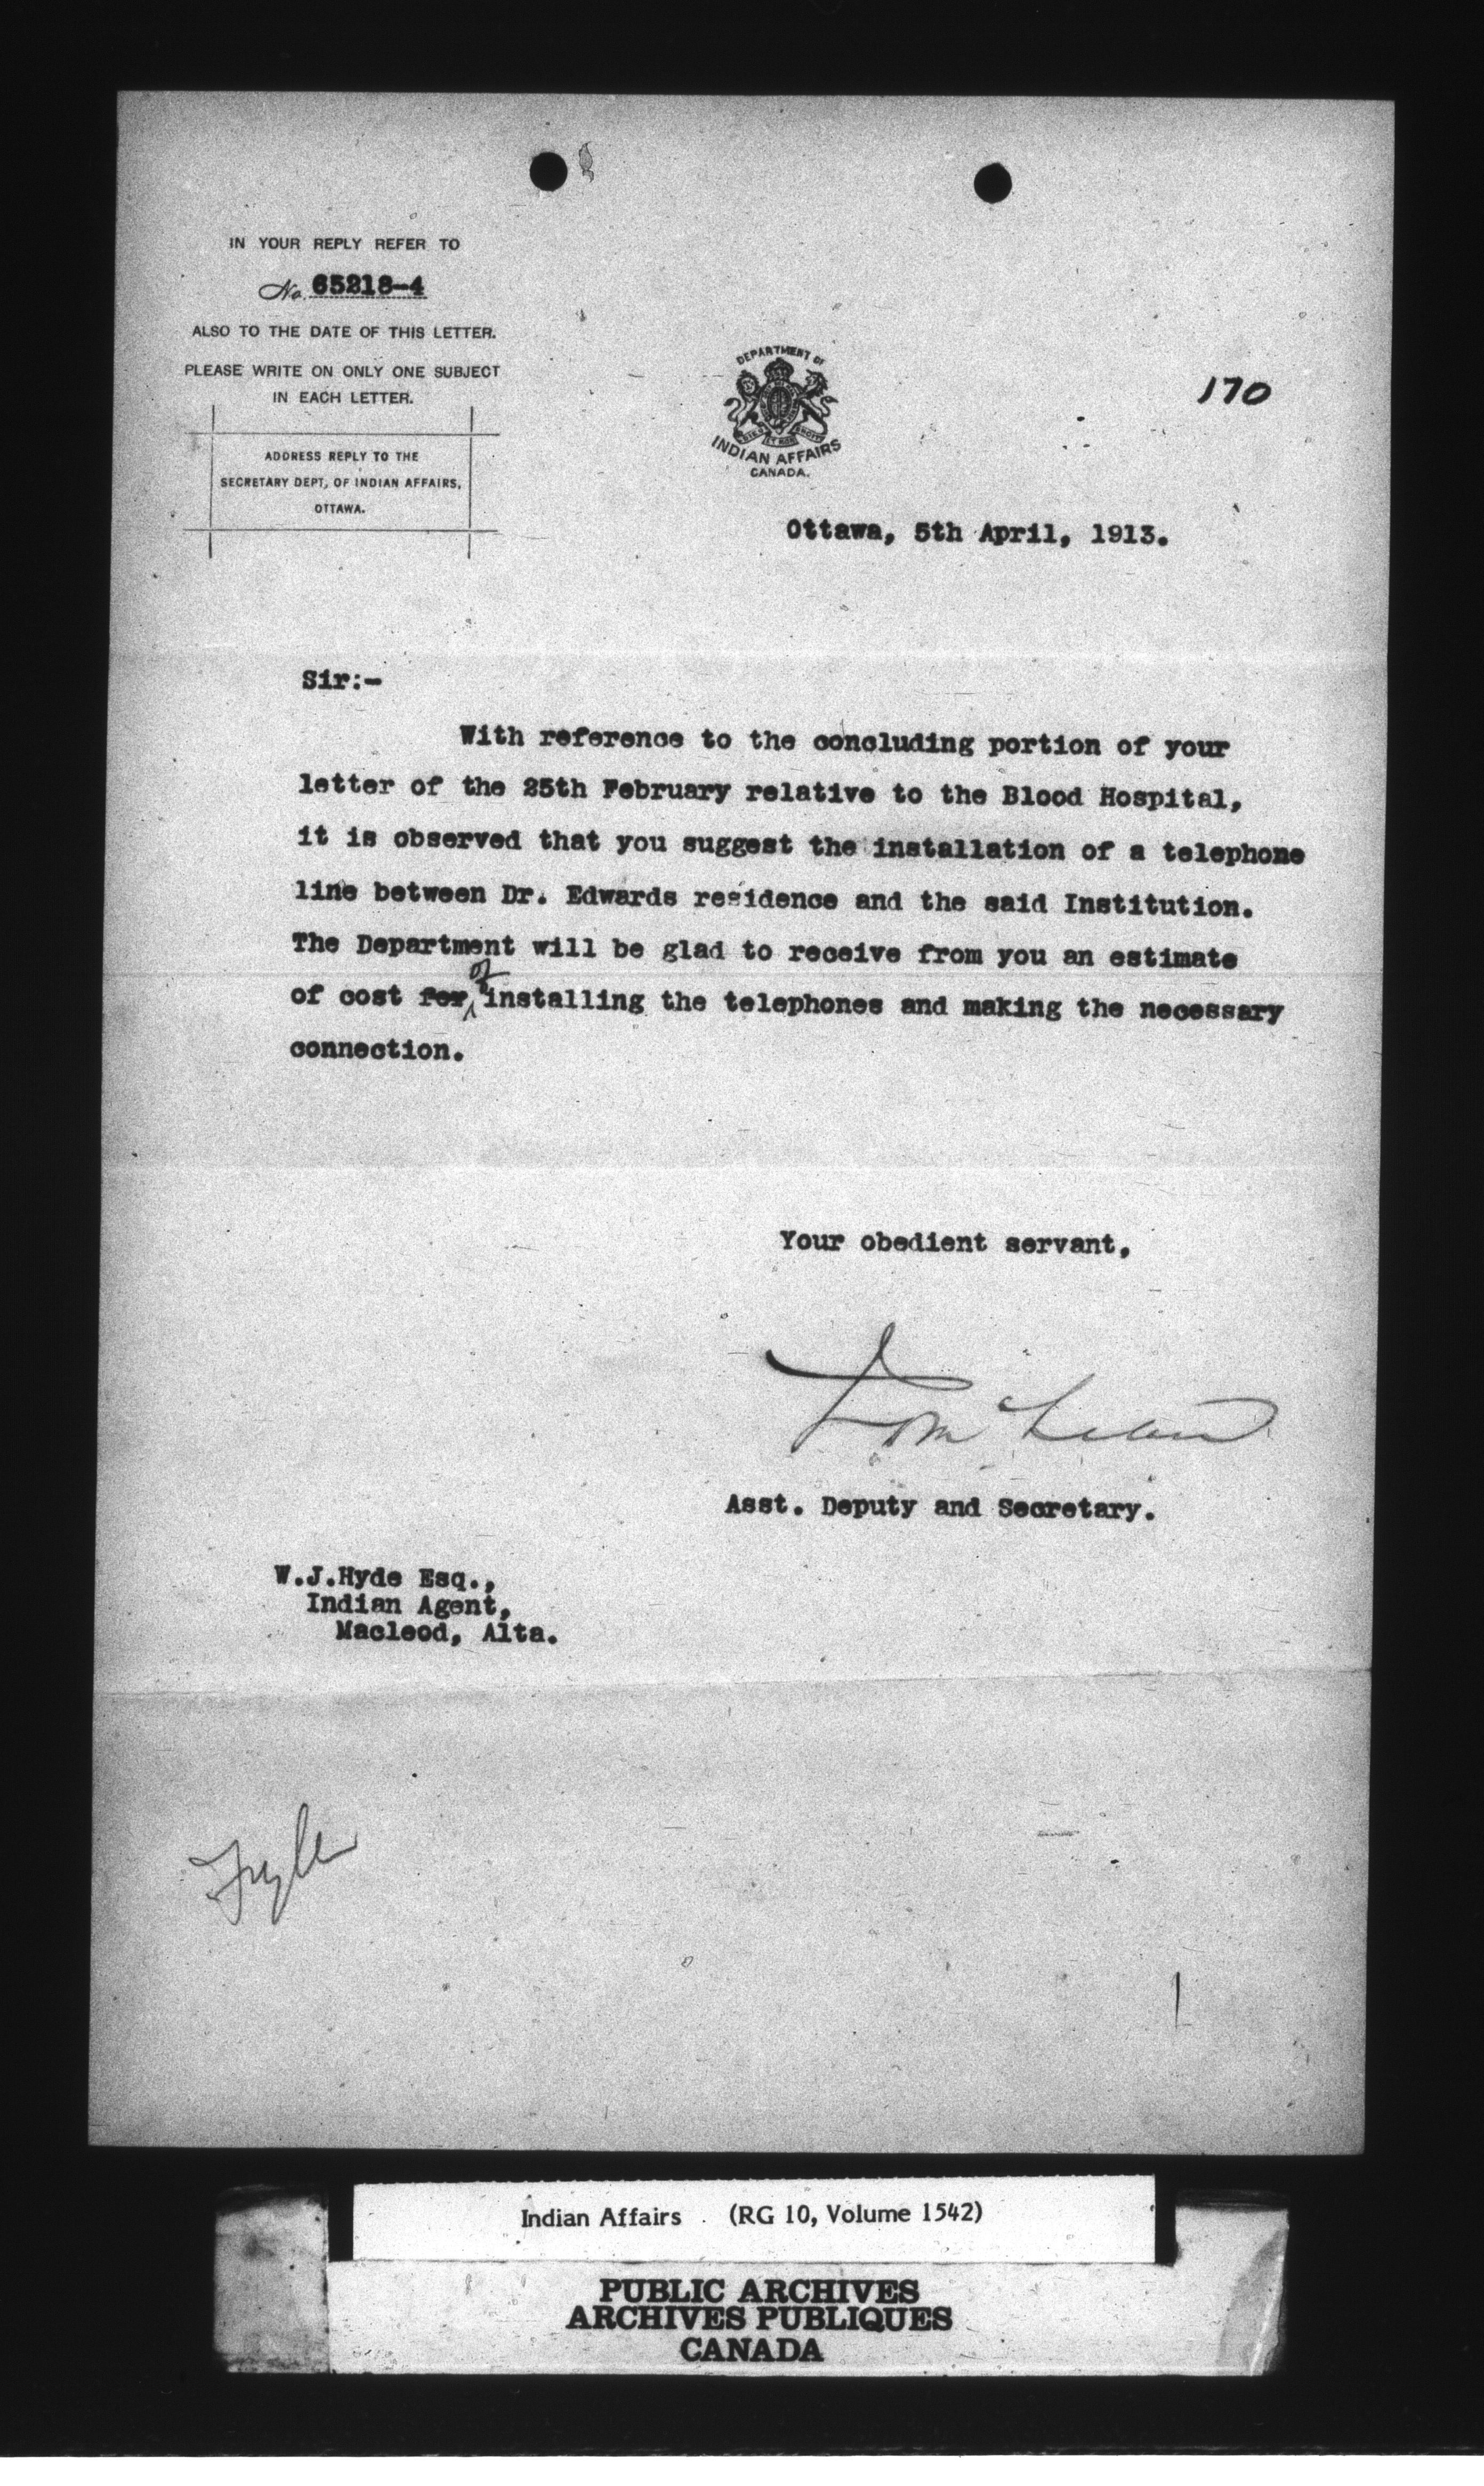 IN YOUR REPLY REFER TO
No. 65218-4
ALSO TO THE DATE OF THIS LETTER.
PLEASE WRITE ON ONLY ONE SUBJECT
IN EACH LETTER.
ADDRESS REPLY TO THE
SECRETARY DEPT, OF INDIAN AFFAIRS,
OTTAWA.
DEPARTMENT OF
INDIAN AFFAIRS
CANADA.
170
Ottawa, 5th April, 1913.
Sir:-
With reference to the concluding portion of your
letter of the 25th February relative to the Blood Hospital,
it is observed that you suggest the installation of a telephone
line between Dr. Edwards residence and the said Institution.
The Department will be glad to receive from you an estimate
of
of cost for installing the telephones and making the necessary
connection.
Your obedient servant,
Asst. Deputy and Secretary.
W.J.Hyde Esq.,
Indian Agent,
Macleod, Alta.
Indian Affairs . (RG 10, Volume 1542)
PUBLIC ARCHIVES
ARCHIVES PUBLIQUES
CANADA